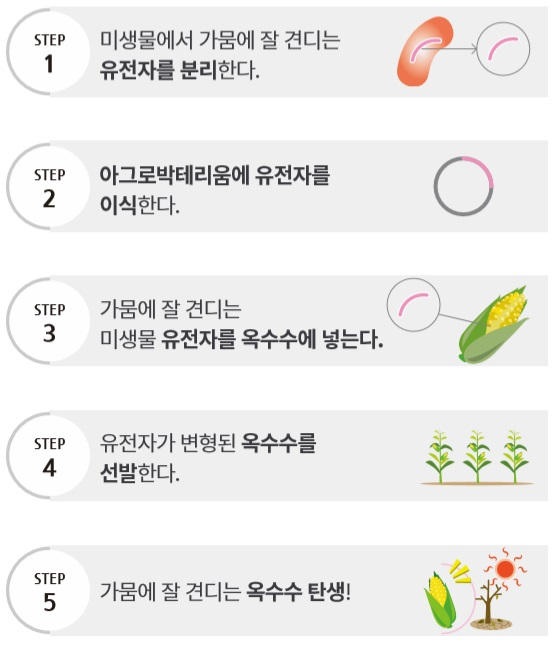 STEP
1
미생물에서 가뭄에 잘 견디는
유전자를 분리한다.
STEP
2
아그로박테리움에 유전자를
이식한다.
STEP
3
가뭄에 잘 견디는
미생물 유전자를 옥수수에 넣는다.
STEP
4
유전자가 변형된 옥수수를
선발한다.
STEP
5
가뭄에 잘 견디는 옥수수 탄생!